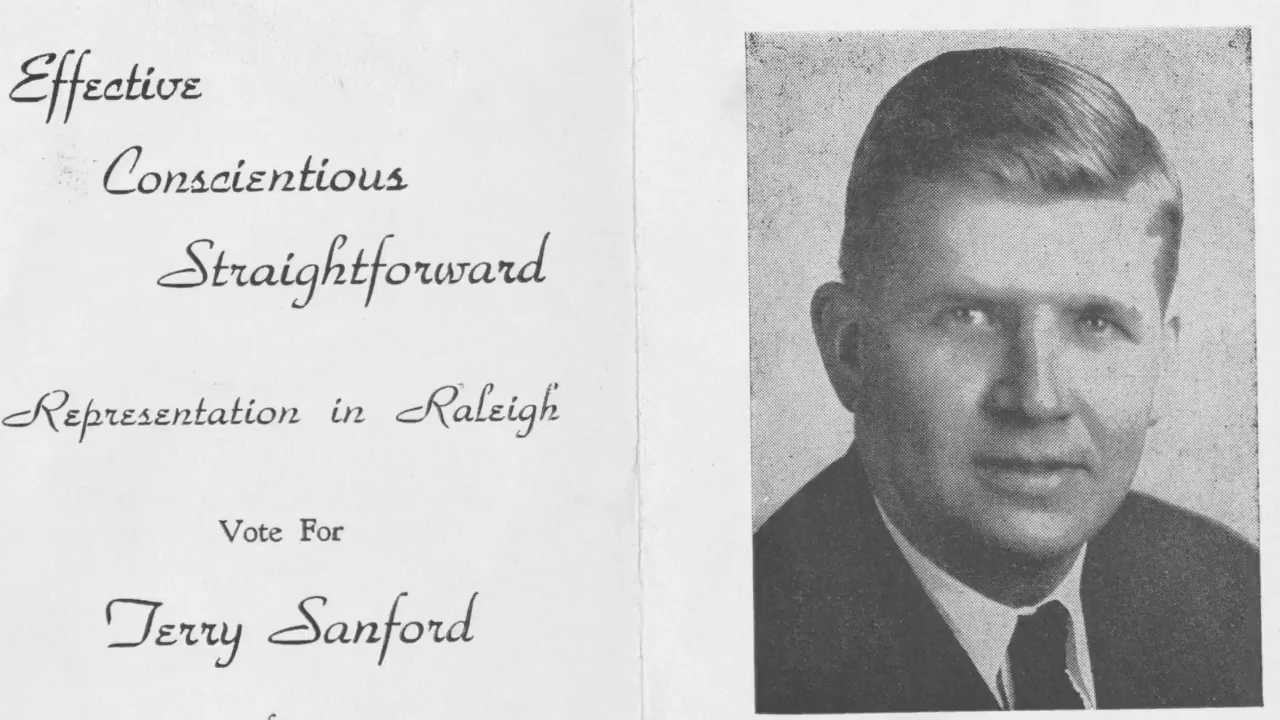 Effective
Conscientious
Straightforward
Representation in Raleigh
Vote For
Terry Sanford